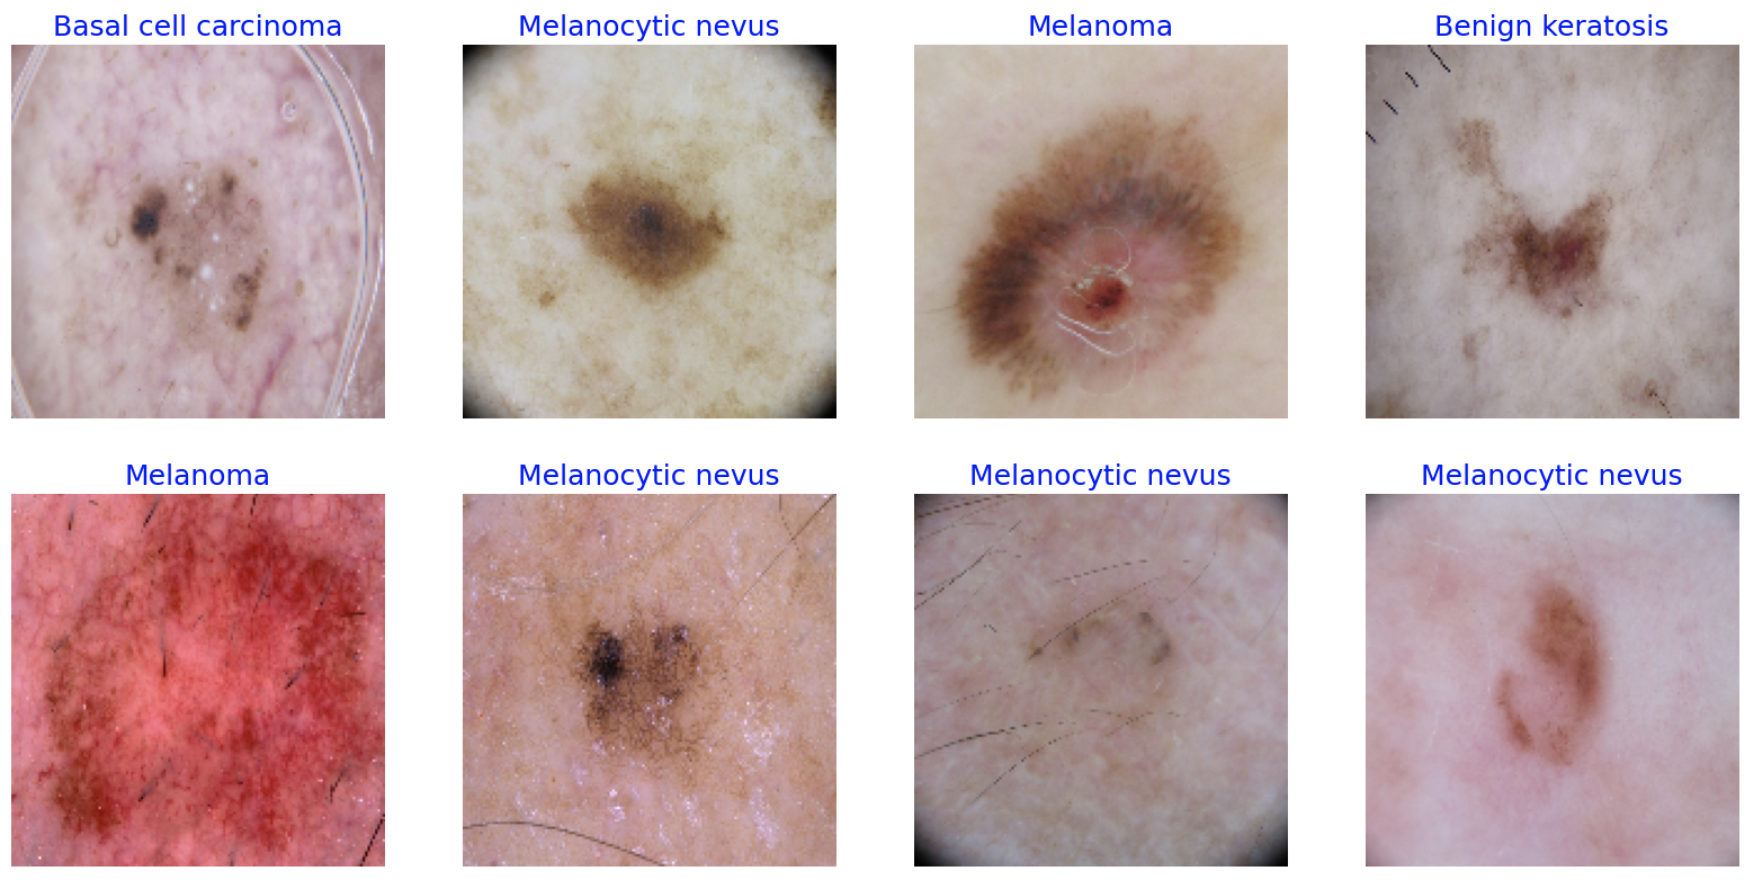 Basal cell carcinoma
Melanocytic nevus
Melanoma
Benign keratosis
Melanoma
Melanocytic nevus
Melanocytic nevus
Melanocytic nevus